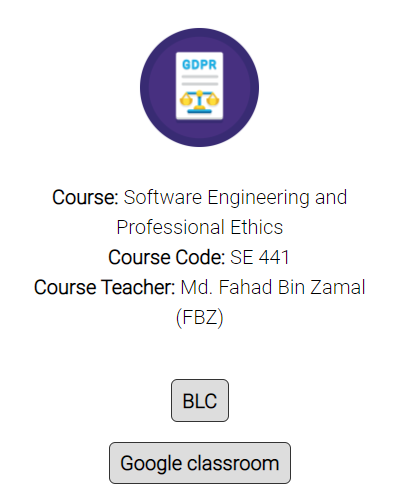 GDPR
Course: Software Engineering and
Professional Ethics
Course Code: SE 441
Course Teacher: Md. Fahad Bin Zamal
(FBZ)
BLC
Google classroom